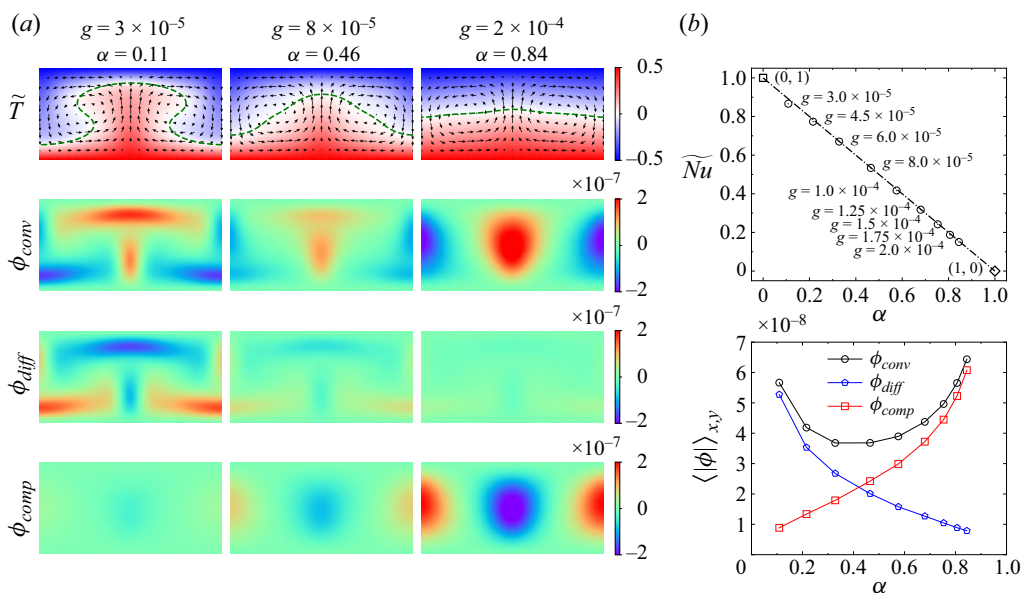 (a)
g = 3 × 10⁻⁵ g = 8 × 10⁻⁵ g = 2 × 10⁻⁴
α = 0.11 α = 0.46 α = 0.84
T̃
0.5
0
−0.5
×10⁻⁷ ×10⁻⁷
ϕconv
2
0
−2
×10⁻⁷
ϕdiff
2
0
−2
×10⁻⁷
ϕcomp
2
0
−2
(b)
1.0
0.8
0.6
0.4
0.2
0
Ñu
(0, 1)
g = 3.0 × 10⁻⁵
g = 4.5 × 10⁻⁵
g = 6.0 × 10⁻⁵
g = 8.0 × 10⁻⁵
g = 1.0 × 10⁻⁴
g = 1.25 × 10⁻⁴
g = 1.5 × 10⁻⁴
g = 1.75 × 10⁻⁴
g = 2.0 × 10⁻⁴
(1, 0)
0 0.2 0.4 0.6 0.8 1.0
α
×10⁻⁸
7
6
5
4
3
2
1
⟨|ϕ|⟩x,y
ϕconv
ϕdiff
ϕcomp
0 0.2 0.4 0.6 0.8 1.0
α